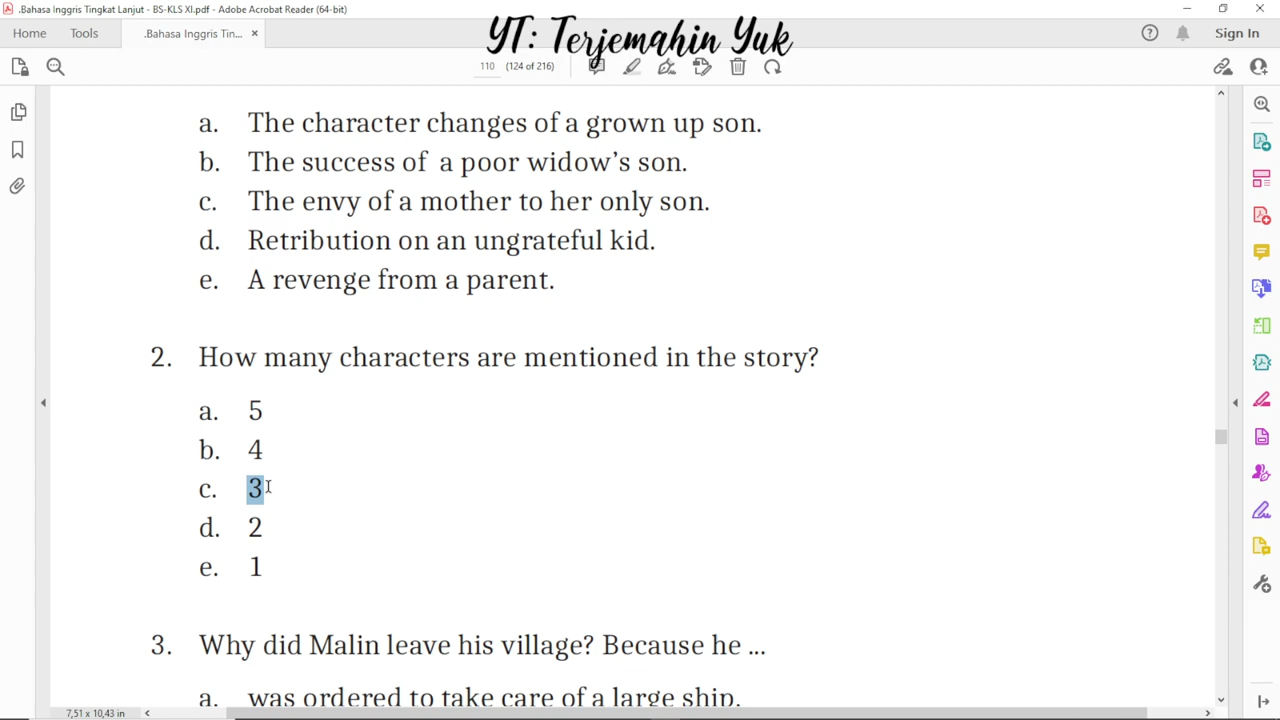 .Bahasa Inggris Tingkat Lanjut - BS-KLS XI.pdf - Adobe Acrobat Reader (64-bit)
YT: Terjemahin Yuk
Home Tools .Bahasa Inggris Tin... × Sign In
110 (124 of 216)
a. The character changes of a grown up son.
b. The success of a poor widow's son.
c. The envy of a mother to her only son.
d. Retribution on an ungrateful kid.
e. A revenge from a parent.
2. How many characters are mentioned in the story?
a. 5
b. 4
c. 3
d. 2
e. 1
3. Why did Malin leave his village? Because he ...
a. was ordered to take care of a large ship.
7,51 x 10,43 in